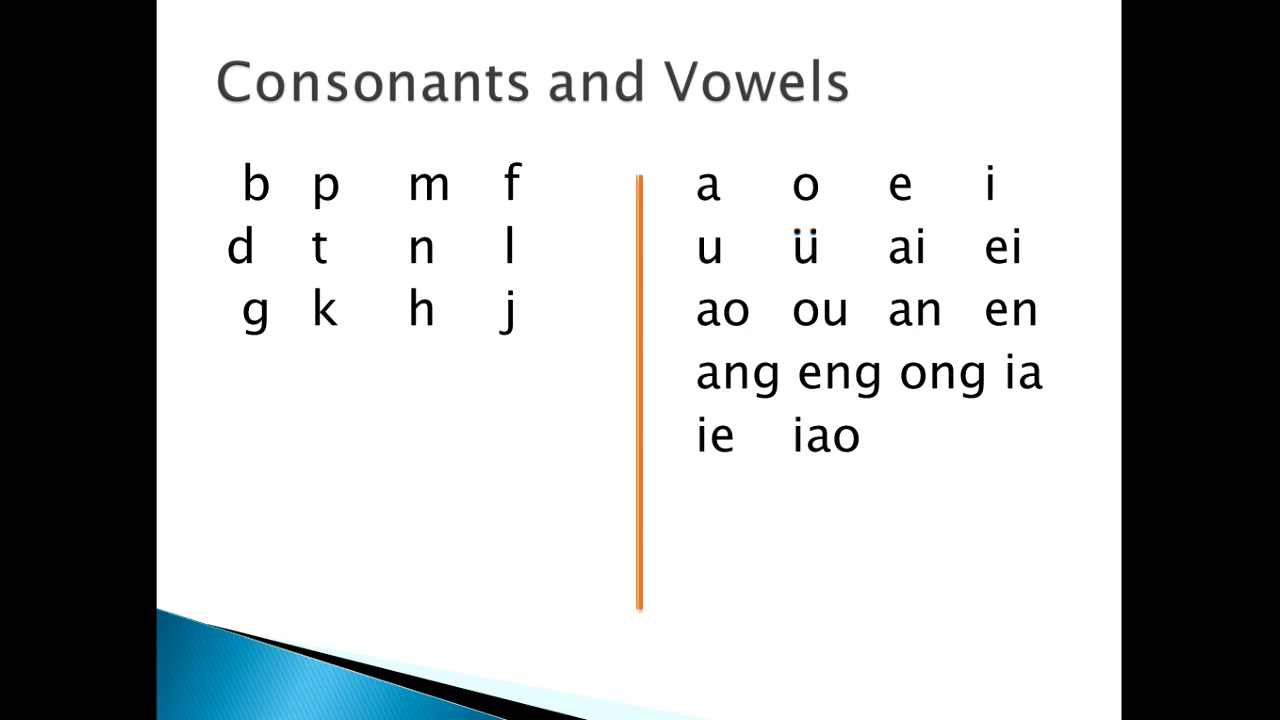 Consonants and Vowels
b p m f
d t n l
g k h j
a o e i
u ü ai ei
ao ou an en
ang eng ong ia
ie iao